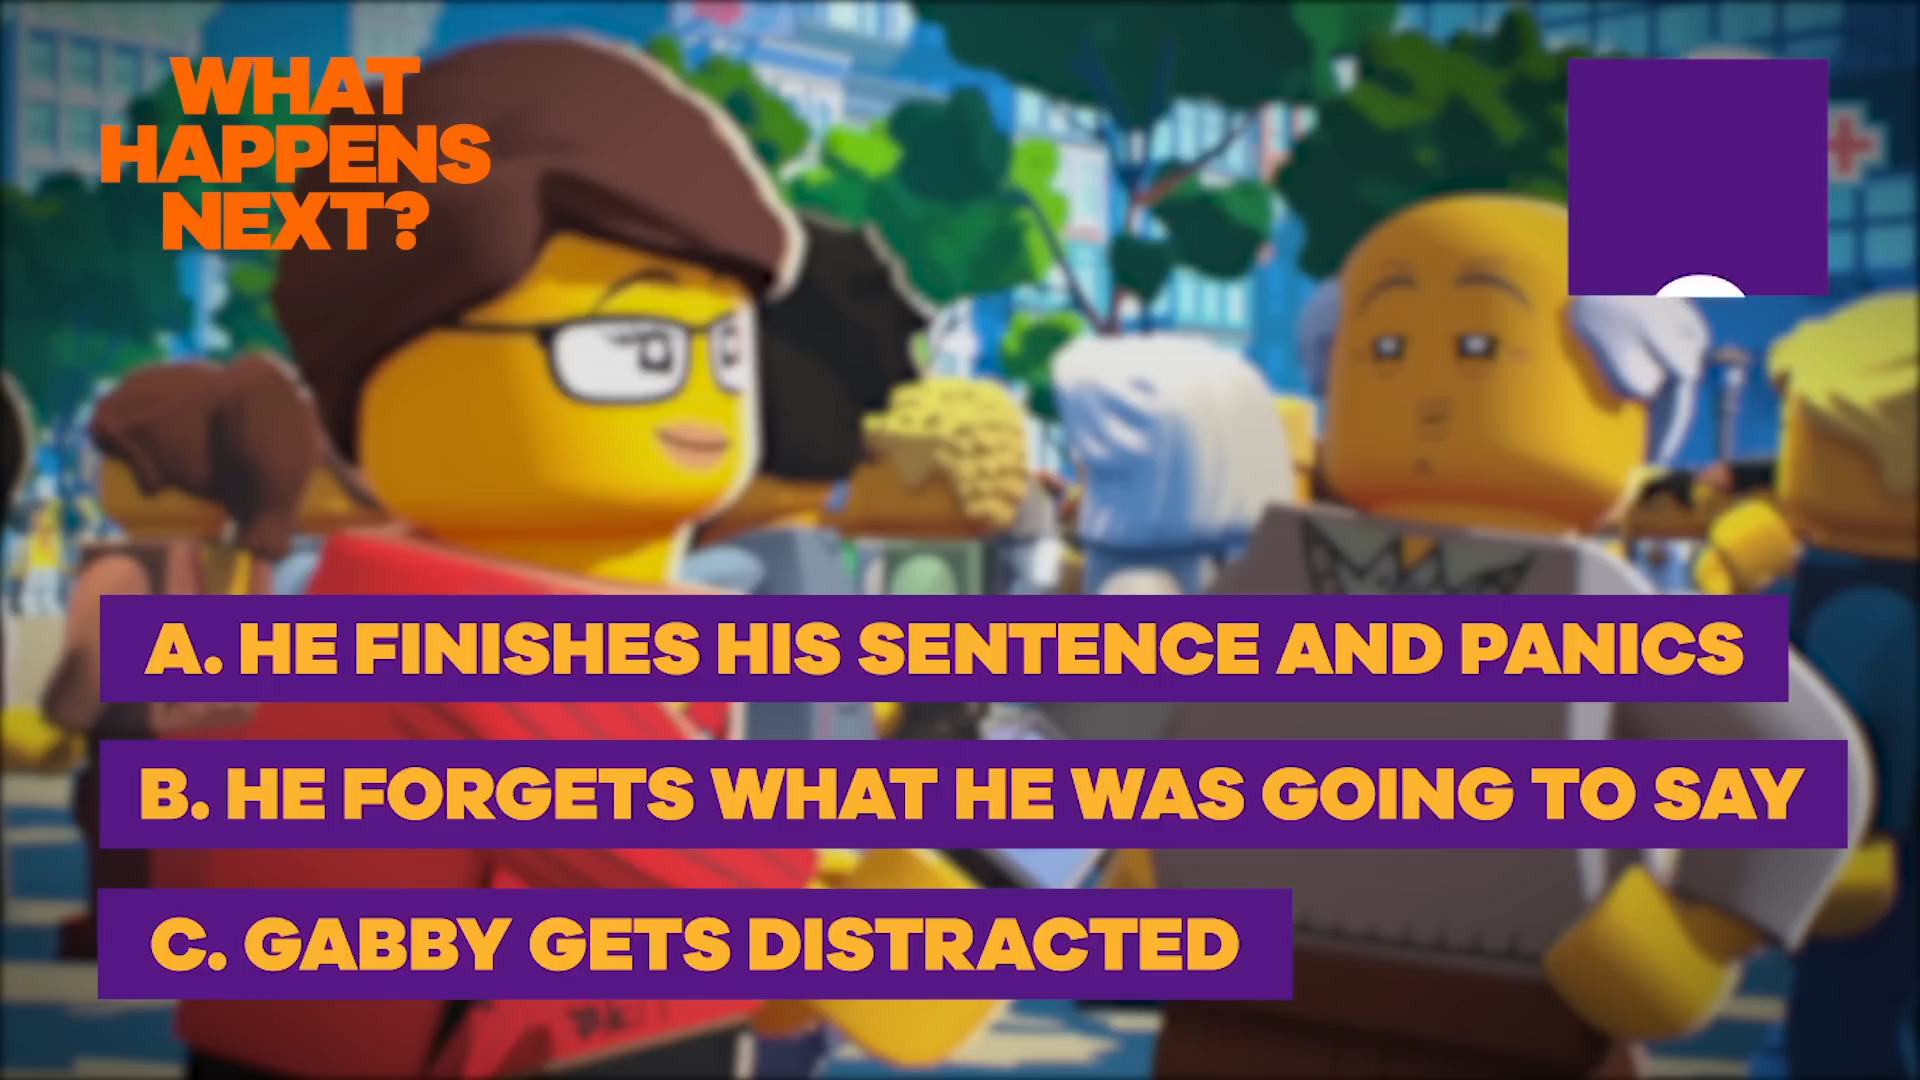 WHAT
HAPPENS
NEXT?
A. HE FINISHES HIS SENTENCE AND PANICS
B. HE FORGETS WHAT HE WAS GOING TO SAY
C. GABBY GETS DISTRACTED